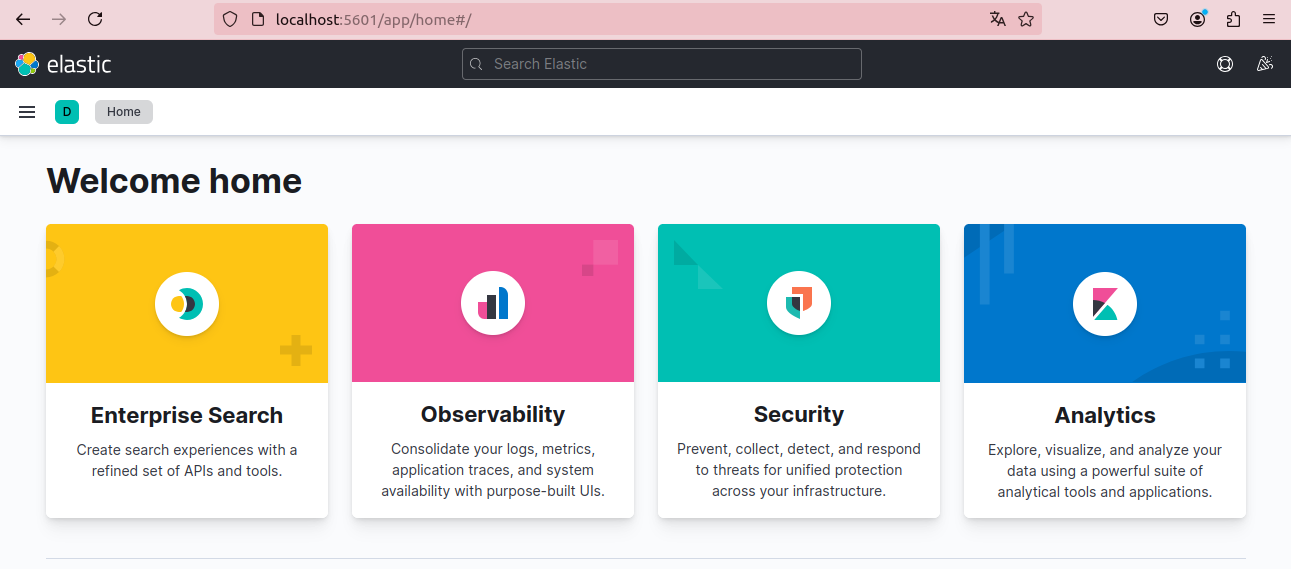 localhost:5601/app/home#/
elastic
Search Elastic
D
Home
Welcome home
Enterprise Search
Create search experiences with a
refined set of APIs and tools.
Observability
Consolidate your logs, metrics,
application traces, and system
availability with purpose-built UIs.
Security
Prevent, collect, detect, and respond
to threats for unified protection
across your infrastructure.
Analytics
Explore, visualize, and analyze your
data using a powerful suite of
analytical tools and applications.